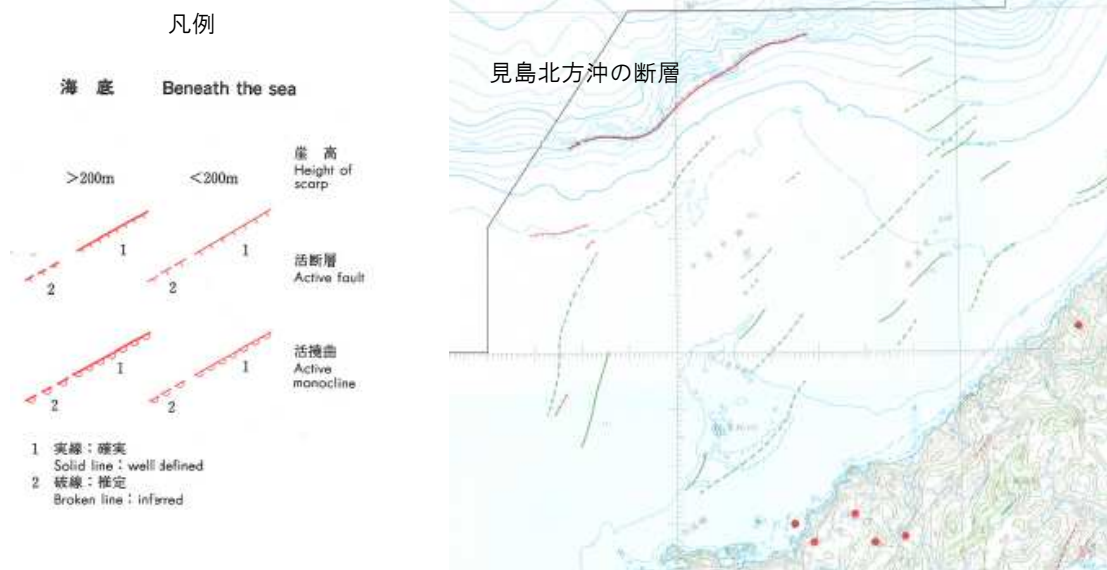 凡例
海 底 Beneath the sea
崖 高
Height of
scarp
>200m <200m
1 1
活断層
Active fault
2 2
活撓曲
Active
monocline
1 1
2 2
1 実線：確実
Solid line：well defined
2 破線：推定
Broken line：inferred
見島北方沖の断層